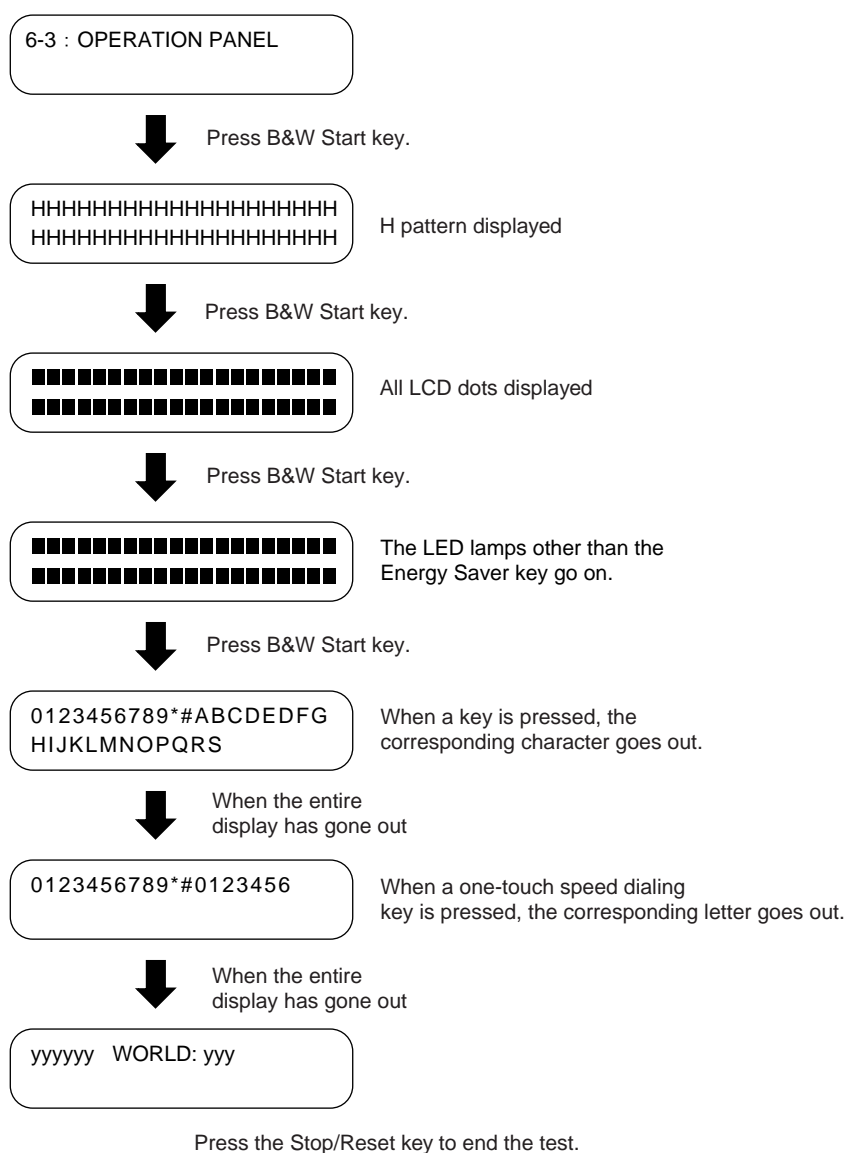 6-3 : OPERATION PANEL
Press B&W Start key.
HHHHHHHHHHHHHHHHHHHH
HHHHHHHHHHHHHHHHHHHH
H pattern displayed
Press B&W Start key.
All LCD dots displayed
Press B&W Start key.
The LED lamps other than the
Energy Saver key go on.
Press B&W Start key.
0123456789*#ABCDEDFG
HIJKLMNOPQRS
When a key is pressed, the
corresponding character goes out.
When the entire
display has gone out
0123456789*#0123456
When a one-touch speed dialing
key is pressed, the corresponding letter goes out.
When the entire
display has gone out
yyyyyy WORLD: yyy
Press the Stop/Reset key to end the test.